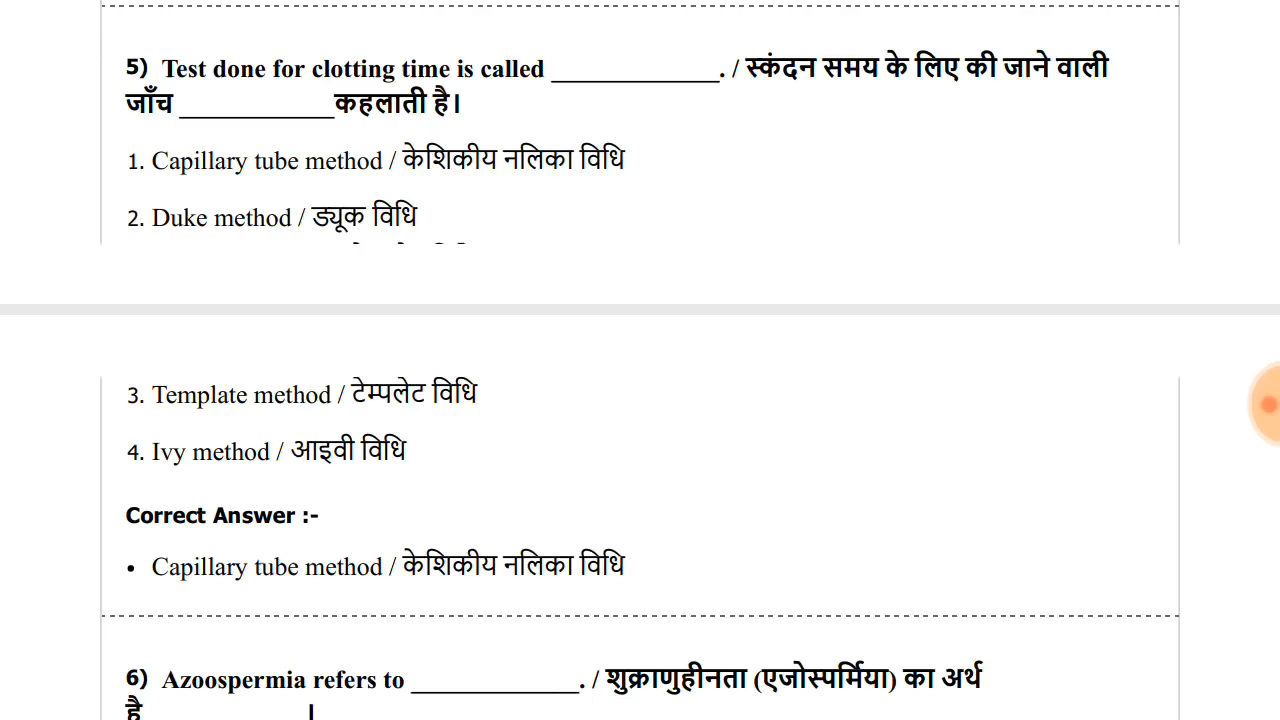 5) Test done for clotting time is called _____________. / स्कंदन समय के लिए की जाने वाली
जाँच ____________कहलाती है।
1. Capillary tube method / केशिकीय नलिका विधि
2. Duke method / ड्यूक विधि
3. Template method / टेम्पलेट विधि
4. Ivy method / आइवी विधि
Correct Answer :-
• Capillary tube method / केशिकीय नलिका विधि
6) Azoospermia refers to _____________. / शुक्राणुहीनता (एजोस्पर्मिया) का अर्थ
है____________।